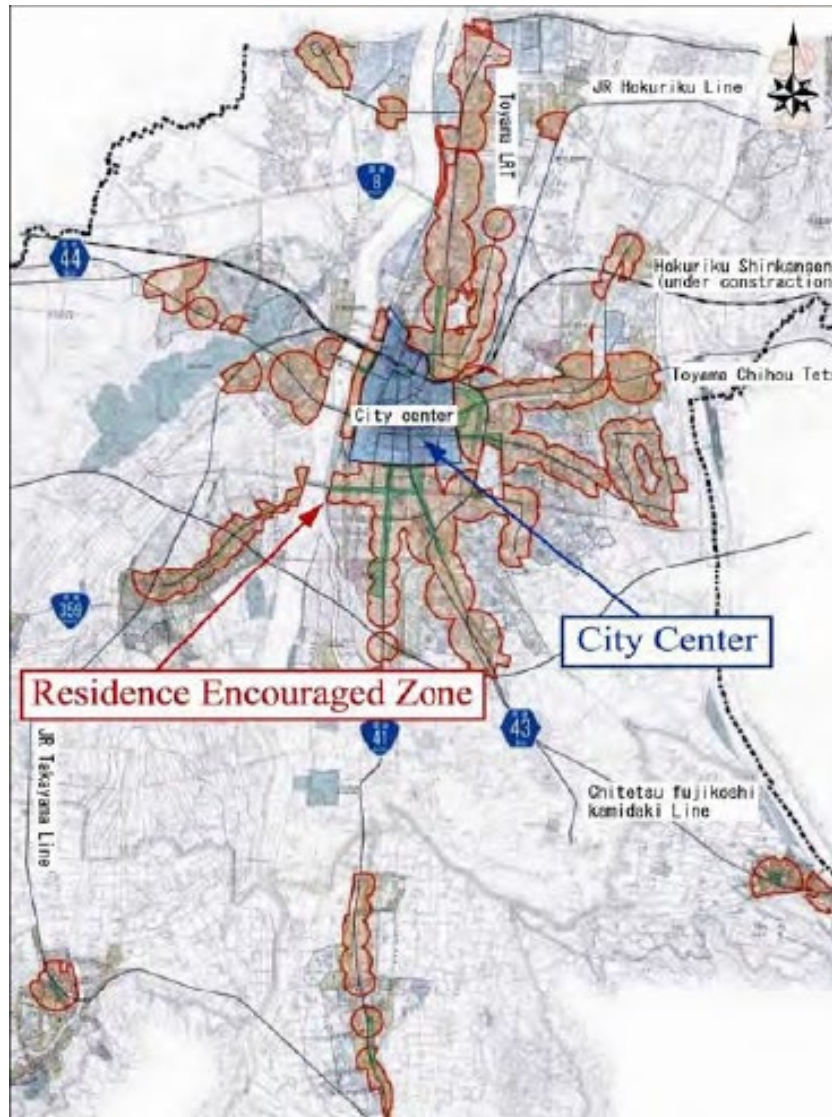 JR Hokuriku Line
Toyama LRT
8
44
Hokuriku Shinkansen
(under constraction
Toyama Chihou Tets
City center
359
City Center
Residence Encouraged Zone
41
43
JR Takayama Line
Chitetsu fujikoshi
kamidaki Line